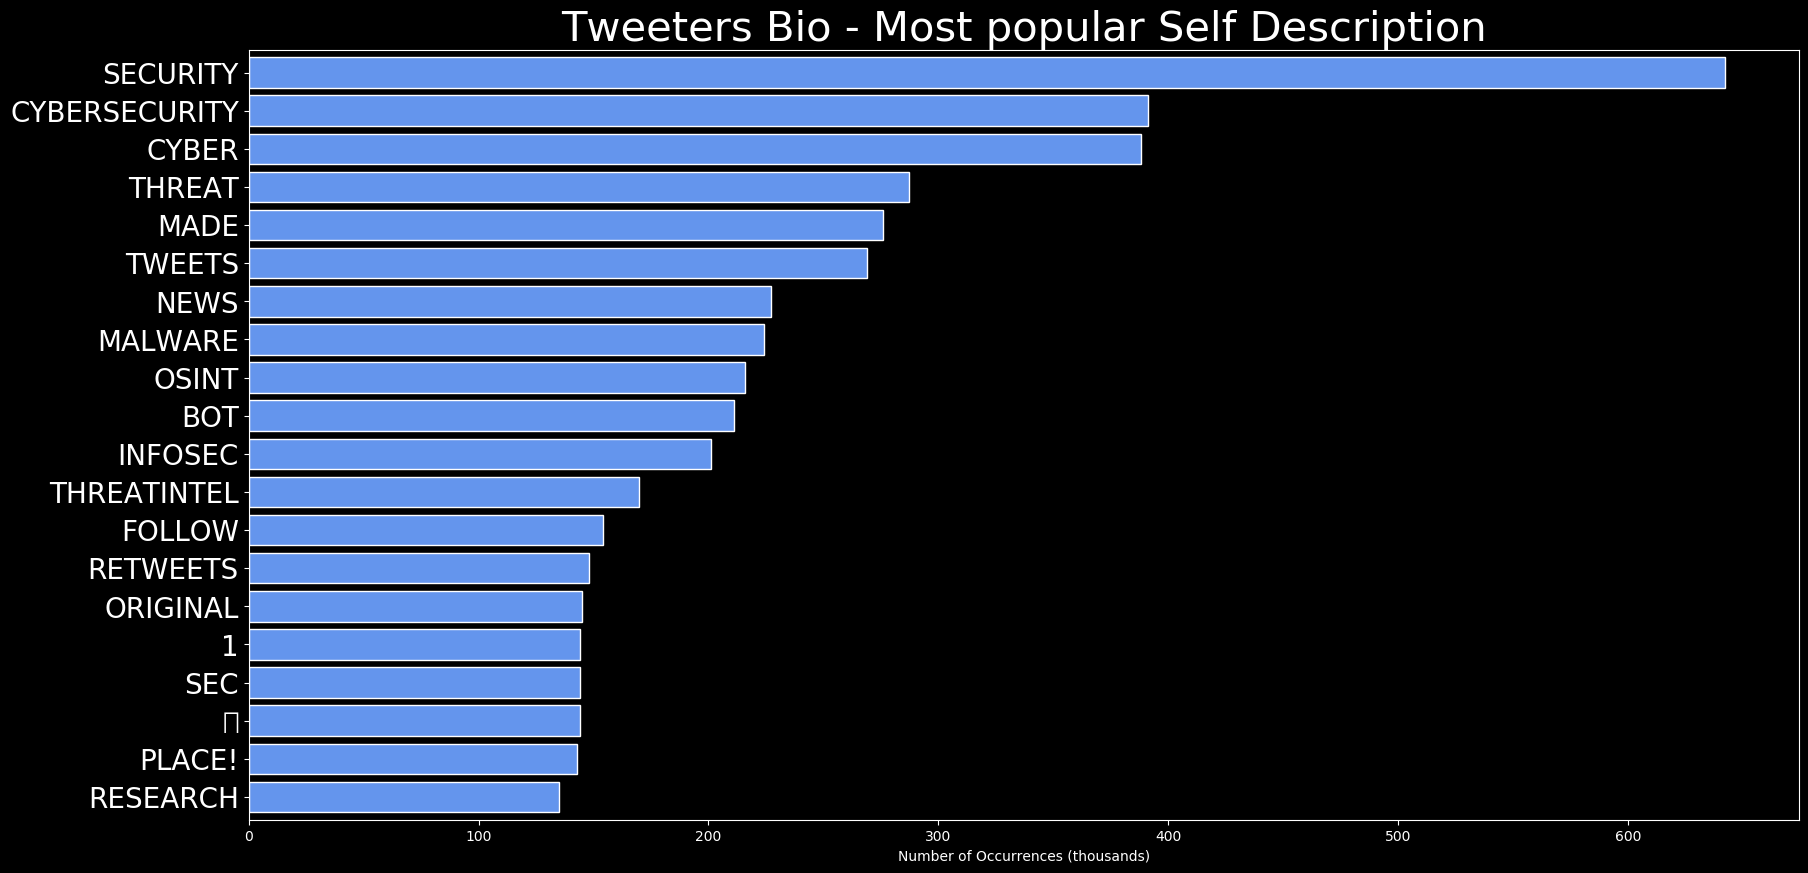 Tweeters Bio - Most popular Self Description
SECURITY
CYBERSECURITY
CYBER
THREAT
MADE
TWEETS
NEWS
MALWARE
OSINT
BOT
INFOSEC
THREATINTEL
FOLLOW
RETWEETS
ORIGINAL
1
SEC
PLACE!
RESEARCH
0 100 200 300 400 500 600
Number of Occurrences (thousands)